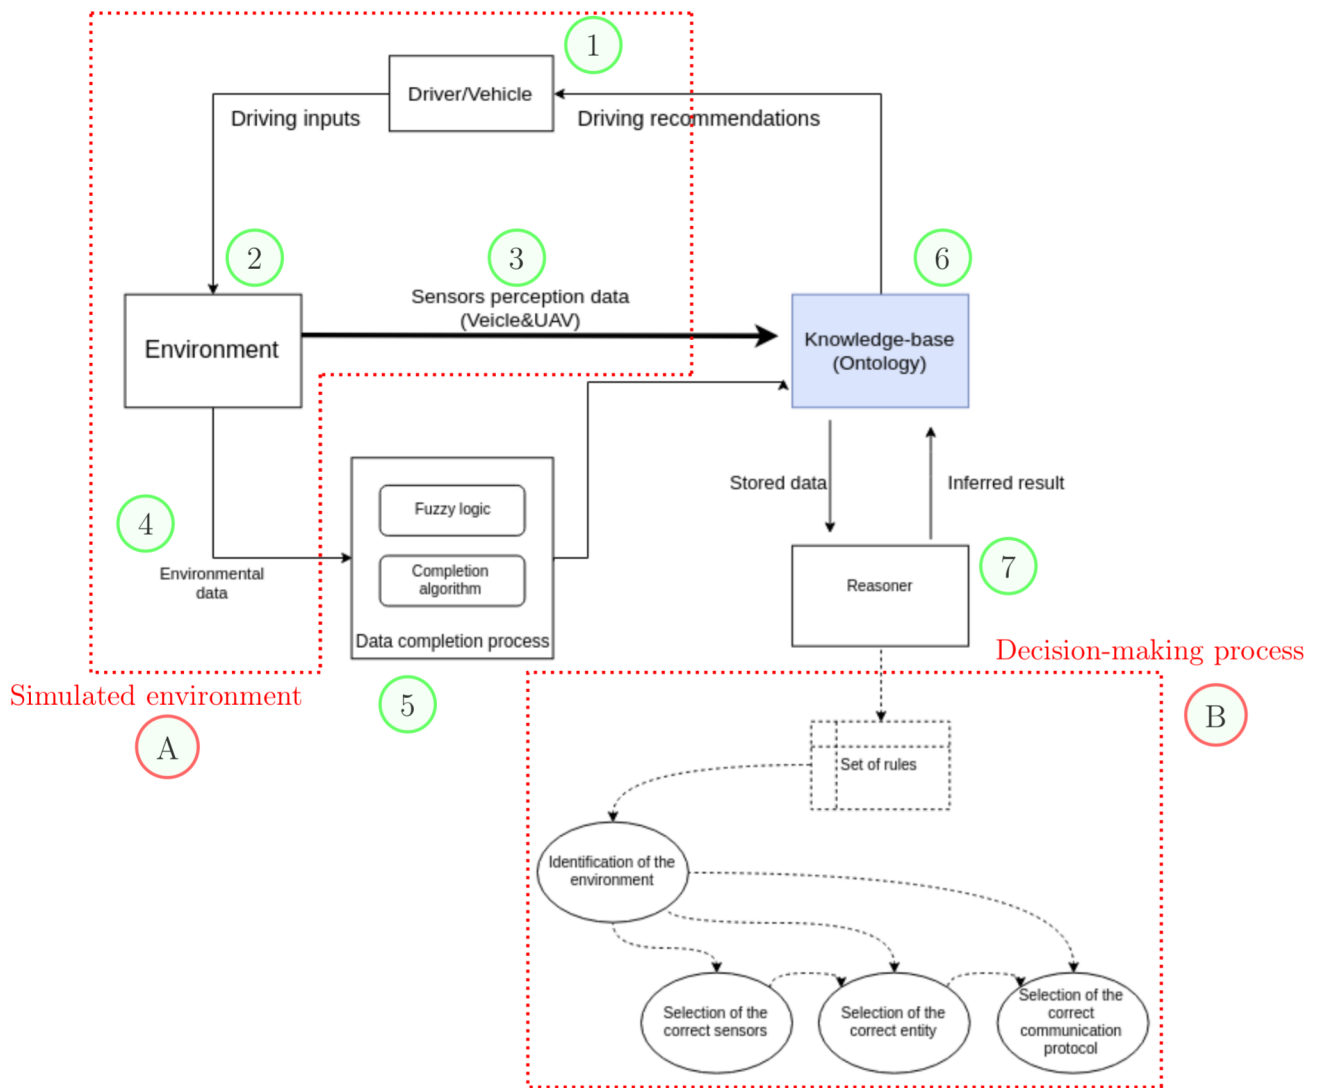 1
Driver/Vehicle
Driving inputs
Driving recommendations
2
3
6
Sensors perception data
(Veicle&UAV)
Environment
Knowledge-base
(Ontology)
Stored data
Inferred result
4
Environmental
data
Fuzzy logic
Completion
algorithm
Data completion process
5
Reasoner
7
Simulated environment
A
Decision-making process
B
Set of rules
Identification of the
environment
Selection of the
correct sensors
Selection of the
correct entity
Selection of the
correct
communication
protocol